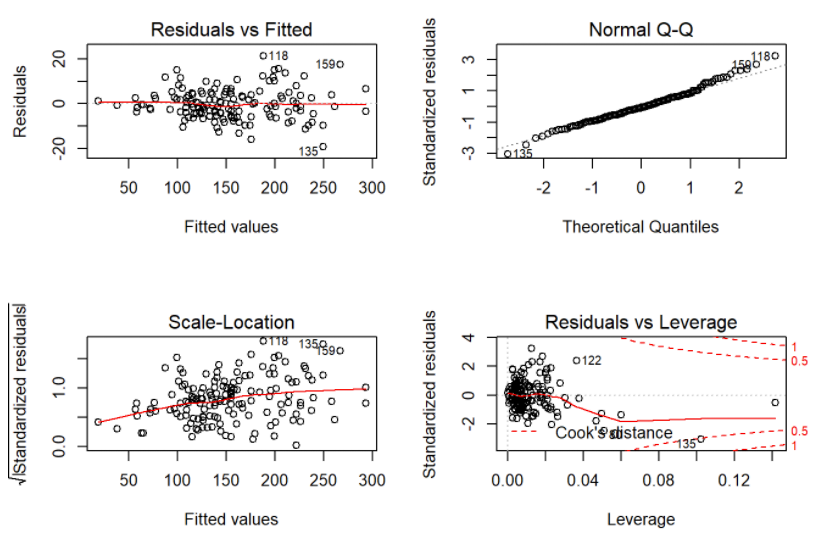 Residuals vs Fitted
Residuals
20
0
-20
118
159
135
50 100 150 200 250 300
Fitted values
Normal Q-Q
Standardized residuals
3
1
-1
-3
118
159
135
-2 -1 0 1 2
Theoretical Quantiles
Scale-Location
√|Standardized residuals|
1.0
0.0
118
135
159
50 100 150 200 250 300
Fitted values
Residuals vs Leverage
Standardized residuals
4
2
0
-2
122
1
0.5
Cook's distance
135
0.5
1
0.00 0.04 0.08 0.12
Leverage